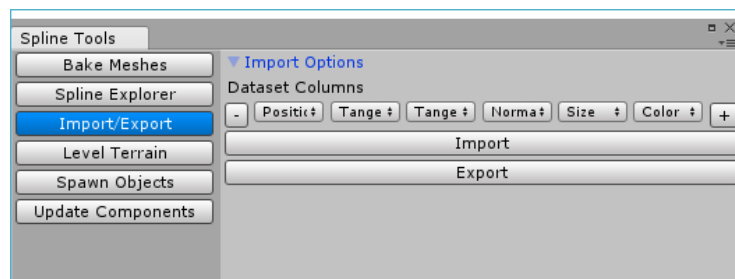 Spline Tools
Bake Meshes
Spline Explorer
Import/Export
Level Terrain
Spawn Objects
Update Components
Import Options
Dataset Columns
- Positic Tange Tange Norma Size Color +
Import
Export